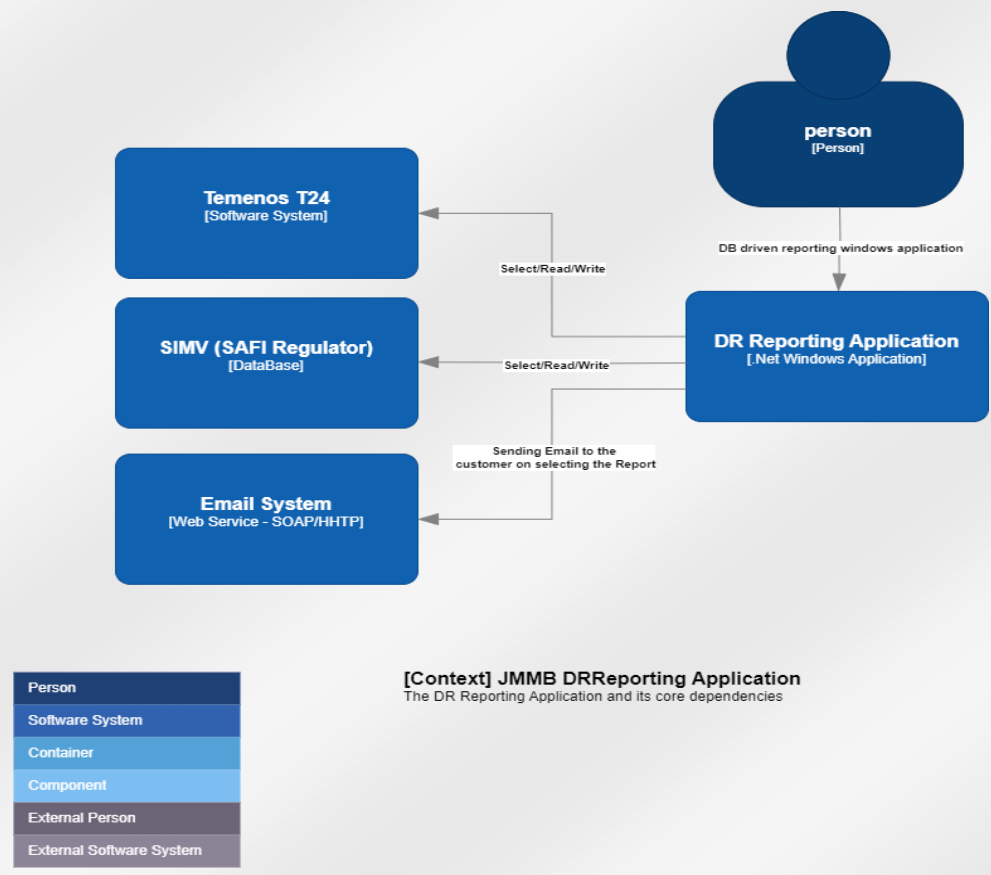 person
[Person]
DB driven reporting windows application
Temenos T24
[Software System]
Select/Read/Write
SIMV (SAFI Regulator)
[DataBase]
Select/Read/Write
DR Reporting Application
[.Net Windows Application]
Sending Email to the
customer on selecting the Report
Email System
[Web Service - SOAP/HHTP]
[Context] JMMB DRReporting Application
The DR Reporting Application and its core dependencies
Person
Software System
Container
Component
External Person
External Software System